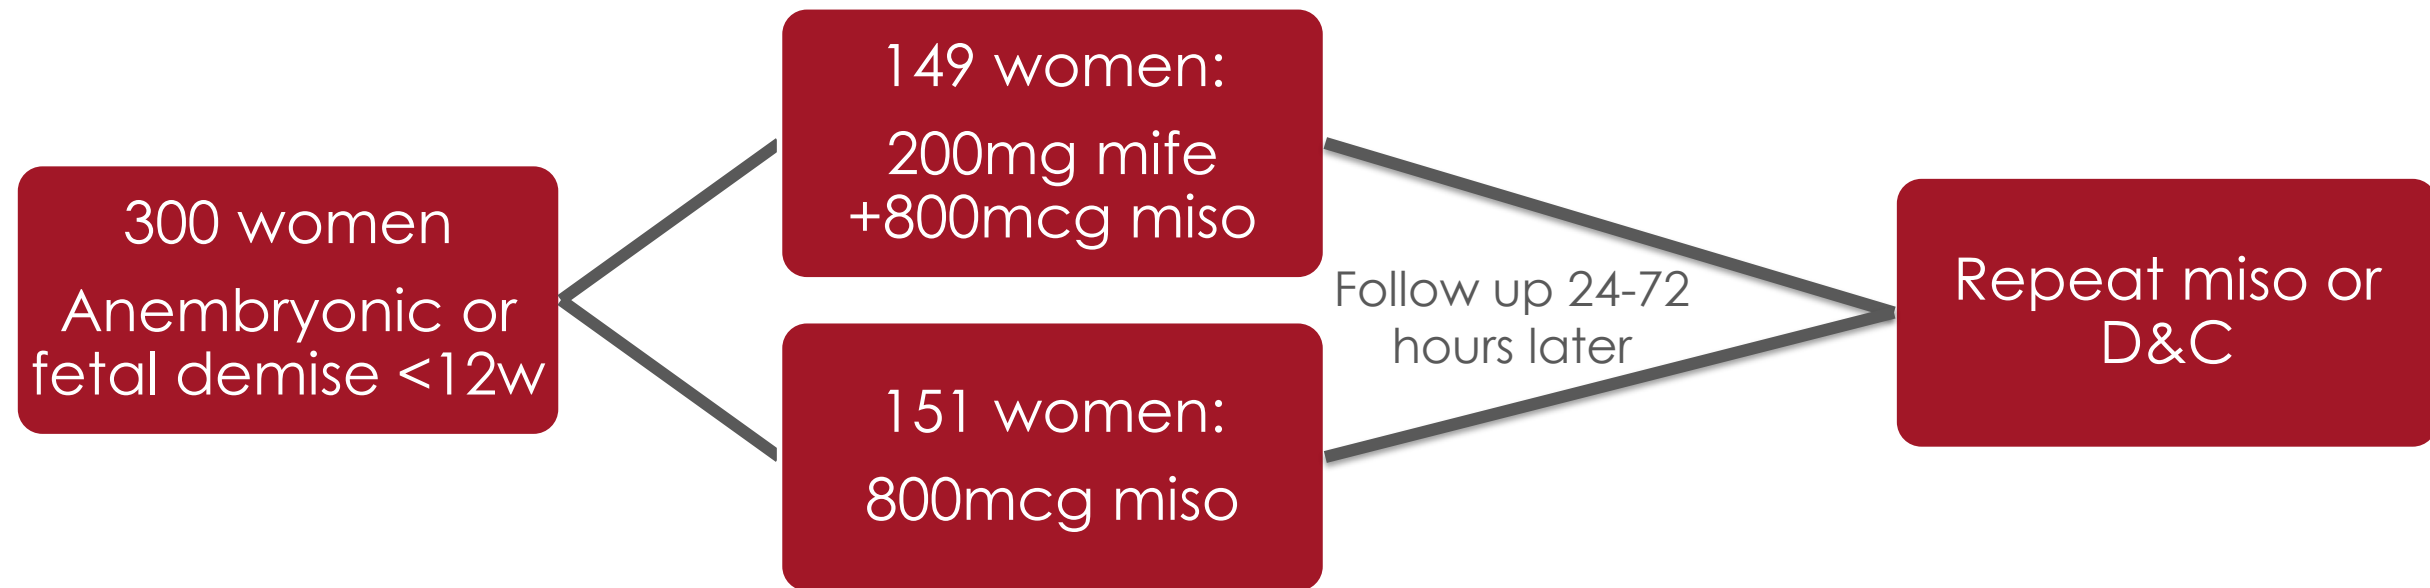 300 women
Anembryonic or
fetal demise <12w
149 women:
200mg mife
+800mcg miso
151 women:
800mcg miso
Follow up 24-72
hours later
Repeat miso or
D&C